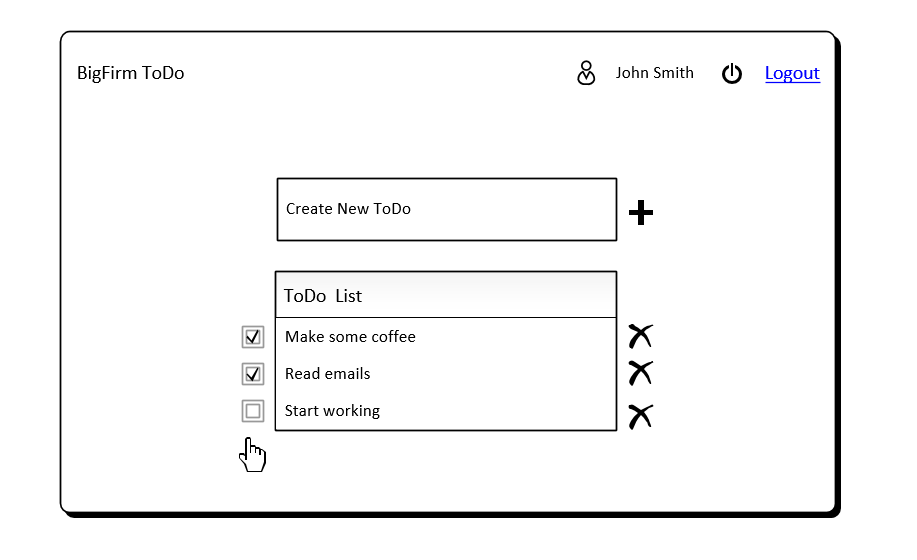 BigFirm ToDo
John Smith
Logout
Create New ToDo
ToDo List
Make some coffee
Read emails
Start working